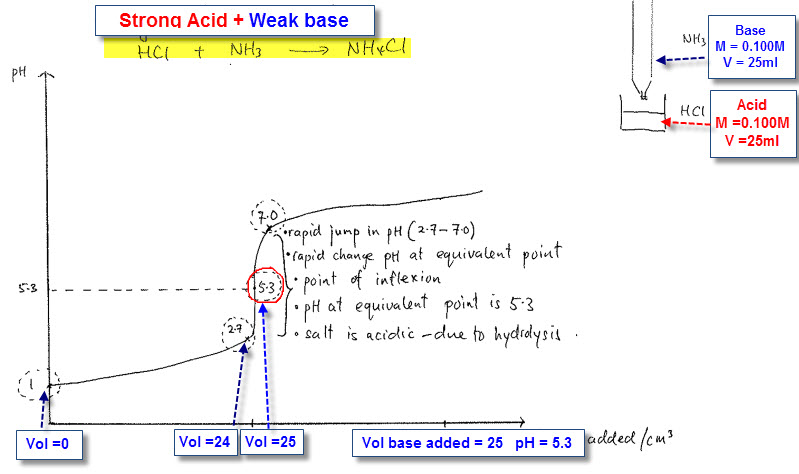 Strong Acid + Weak base
HCl + NH3 → NH4Cl
pH
NH3
Base
M = 0.100M
V = 25ml
HCl
Acid
M =0.100M
V =25ml
7.0
• rapid jump in pH (2.7 – 7.0)
• rapid change pH at equivalent point
• point of inflexion
5.3
5.3
• pH at equivalent point is 5.3
2.7
• salt is acidic – due to hydrolysis .
1
Vol =0
Vol =24
Vol =25
Vol base added = 25 pH = 5.3
added/cm³